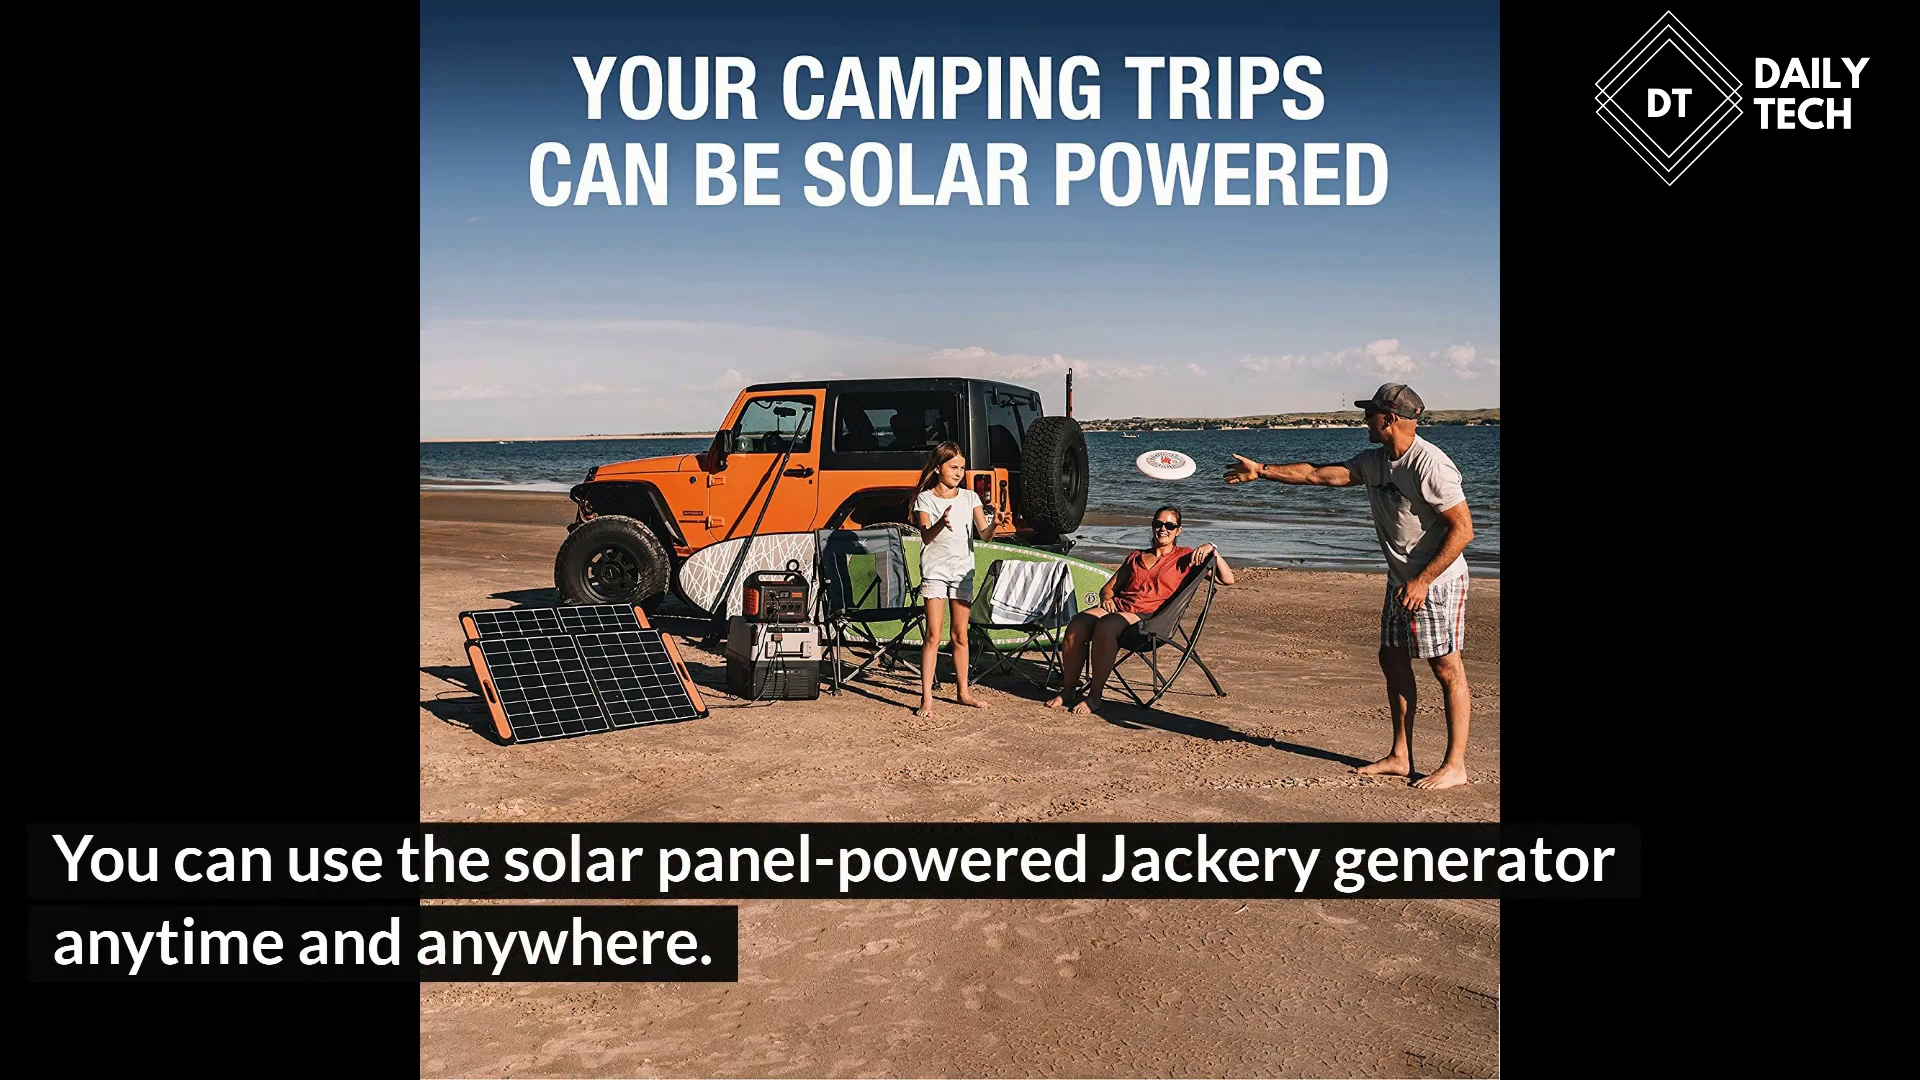 YOUR CAMPING TRIPS
CAN BE SOLAR POWERED
DT
DAILY
TECH
You can use the solar panel-powered Jackery generator
anytime and anywhere.